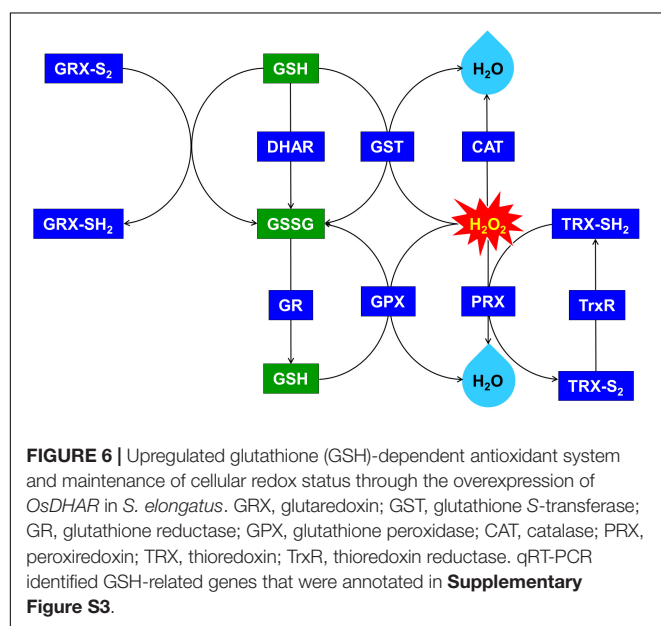 GRX-S₂ GSH H₂O
DHAR GST CAT
GRX-SH₂ GSSG H₂O₂ TRX-SH₂
GR GPX PRX TrxR
GSH H₂O TRX-S₂
FIGURE 6 | Upregulated glutathione (GSH)-dependent antioxidant system
and maintenance of cellular redox status through the overexpression of
OsDHAR in S. elongatus. GRX, glutaredoxin; GST, glutathione S-transferase;
GR, glutathione reductase; GPX, glutathione peroxidase; CAT, catalase; PRX,
peroxiredoxin; TRX, thioredoxin; TrxR, thioredoxin reductase. qRT-PCR
identified GSH-related genes that were annotated in Supplementary
Figure S3.